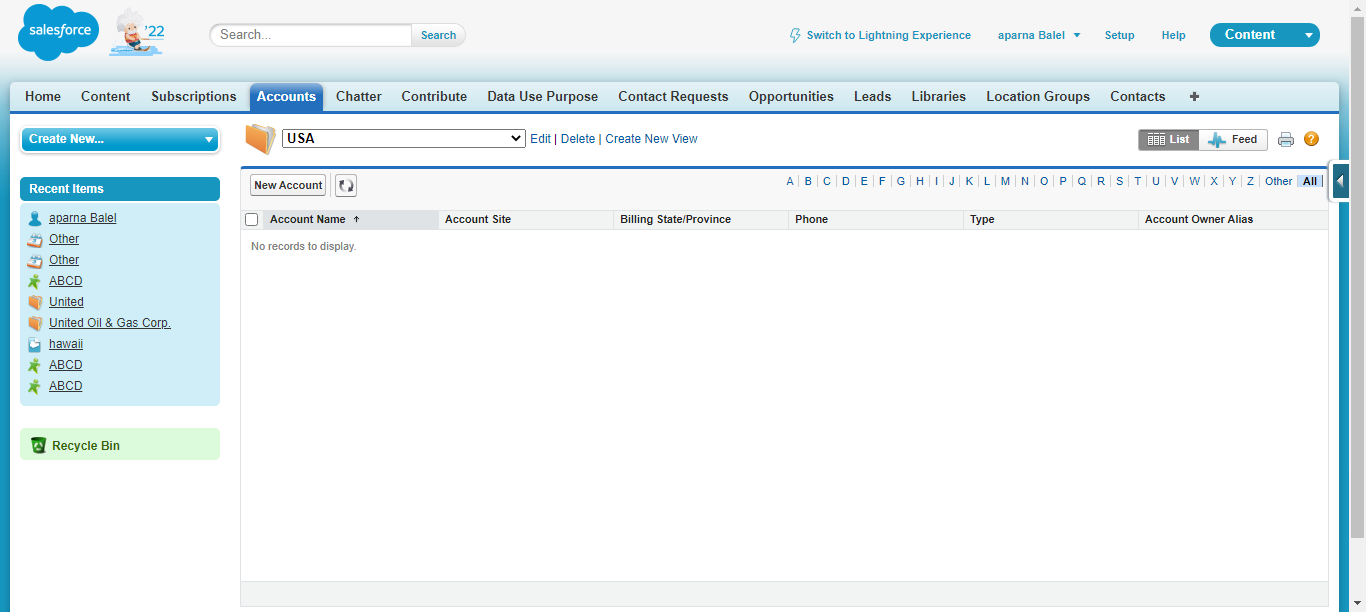 salesforce '22 Search... Search Switch to Lightning Experience aparna Balel Setup Help Content
Home Content Subscriptions Accounts Chatter Contribute Data Use Purpose Contact Requests Opportunities Leads Libraries Location Groups Contacts +
Create New...
USA Edit | Delete | Create New View List Feed ?
Recent Items
aparna Balel
Other
Other
ABCD
United
United Oil & Gas Corp.
hawaii
ABCD
ABCD
Recycle Bin
New Account A | B | C | D | E | F | G | H | I | J | K | L | M | N | O | P | Q | R | S | T | U | V | W | X | Y | Z | Other | All |
Account Name ↑ Account Site Billing State/Province Phone Type Account Owner Alias
No records to display.